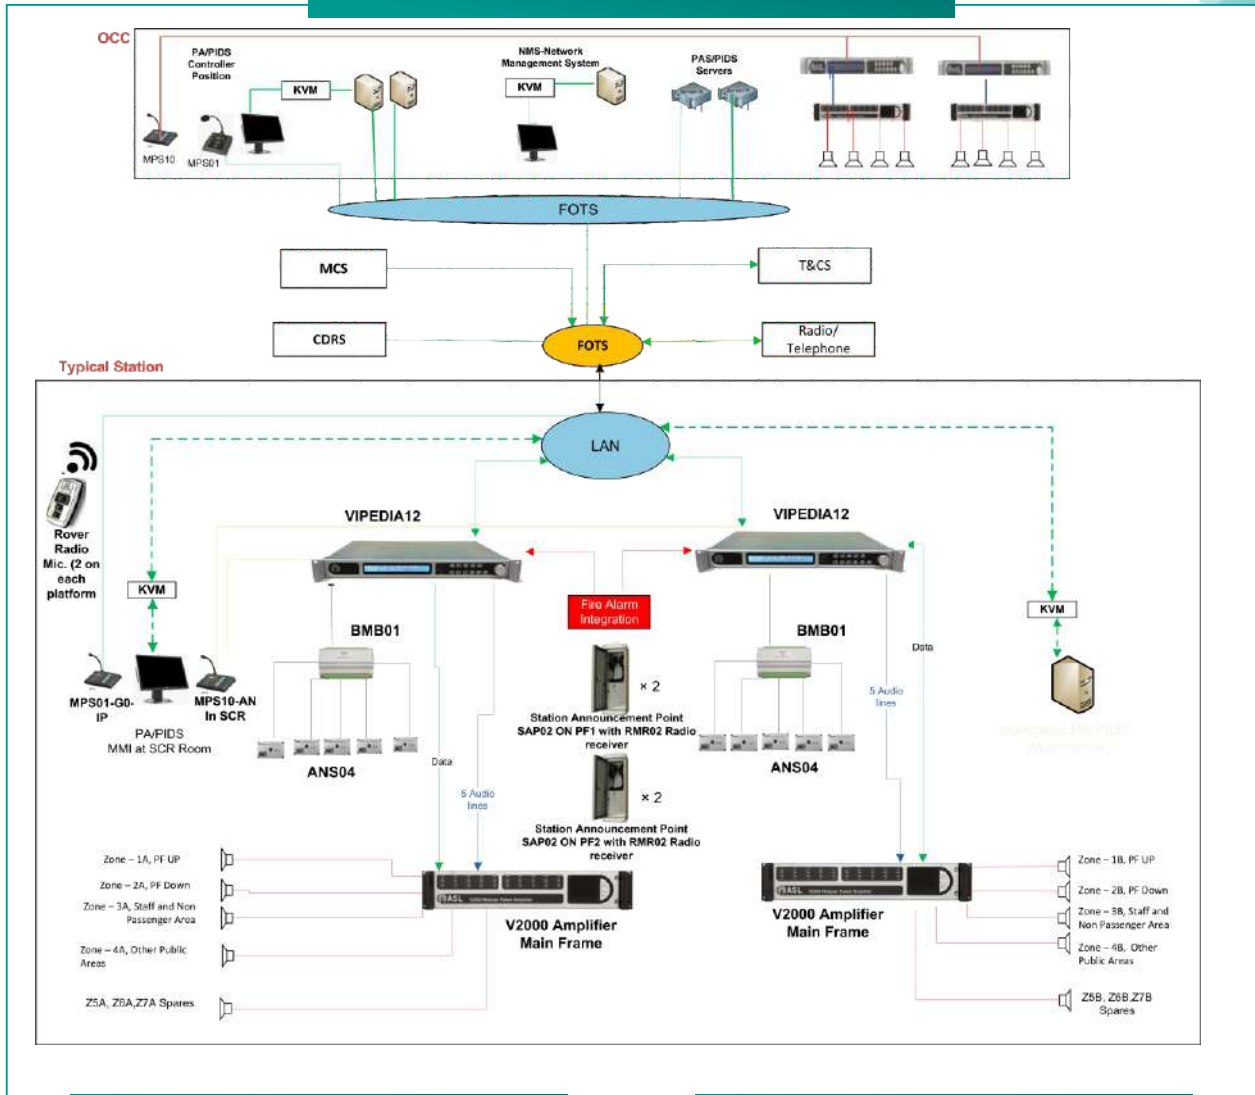 OCC
PA/PIDS
Controller
Position
KVM
NMS-Network
Management System
KVM
PAS/PIDS
Servers
MPS10
MPS01
FOTS
MCS
T&CS
CDRS
FOTS
Radio/
Telephone
Typical Station
LAN
Rover
Radio
Mic. (2 on
each
platform
VIPEDIA12
VIPEDIA12
KVM
Fire Alarm
Integration
KVM
BMB01
BMB01
Data
× 2
MPS01-G0-
IP
MPS10-AN
In SCR
PA/PIDS
MMI at SCR Room
5 Audio
lines
Station Announcement Point
SAP02 ON PF1 with RMR02 Radio
receiver
ANS04
ANS04
Data
5 Audio
lines
× 2
Station Announcement Point
SAP02 ON PF2 with RMR02 Radio
receiver
Zone – 1A, PF UP
Zone – 2A, PF Down
Zone – 3A, Staff and Non
Passenger Area
Zone – 4A, Other Public
Areas
Z5A, Z6A,Z7A Spares
ASL
V2000 Amplifier
Main Frame
V2000 Amplifier
Main Frame
Zone – 1B, PF UP
Zone – 2B, PF Down
Zone – 3B, Staff and
Non Passenger Area
Zone – 4B, Other
Public Areas
Z5B, Z6B,Z7B
Spares